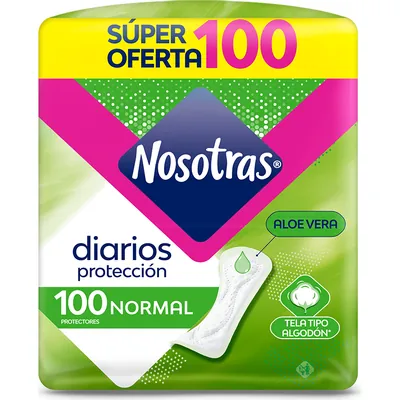 SÚPER
OFERTA 100
Nosotras®
ALOE VERA
diarios
protección
100 NORMAL
PROTECTORES
TELA TIPO
ALGODÓN*